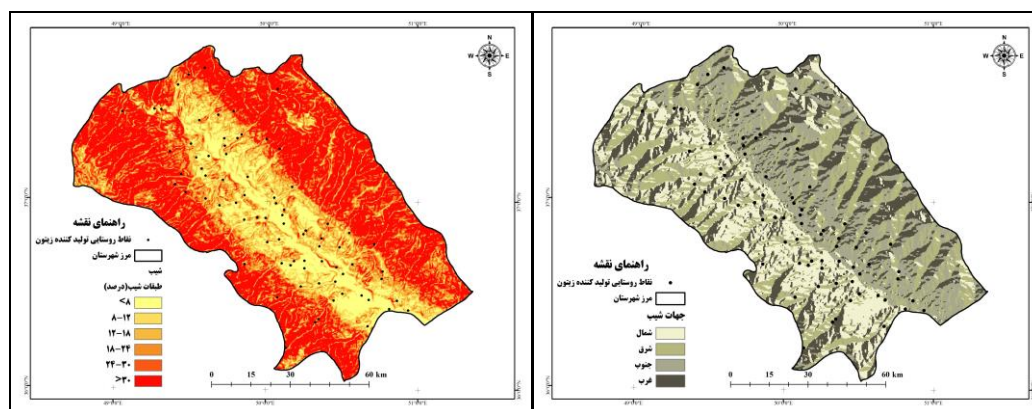 N
W E
S
راهنمای نقشه
نقاط روستایی تولید کننده زیتون
مرز شهرستان
شیب
طبقات شیب(درصد)
<۸
۸-۱۲
۱۲-۱۸
۱۸-۲۴
۲۴-۳۰
>۳۰
0 15 30 60 km
N
W E
S
راهنمای نقشه
نقاط روستایی تولید کننده زیتون
مرز شهرستان
جهات شیب
شمال
شرق
جنوب
غرب
0 15 30 60 km